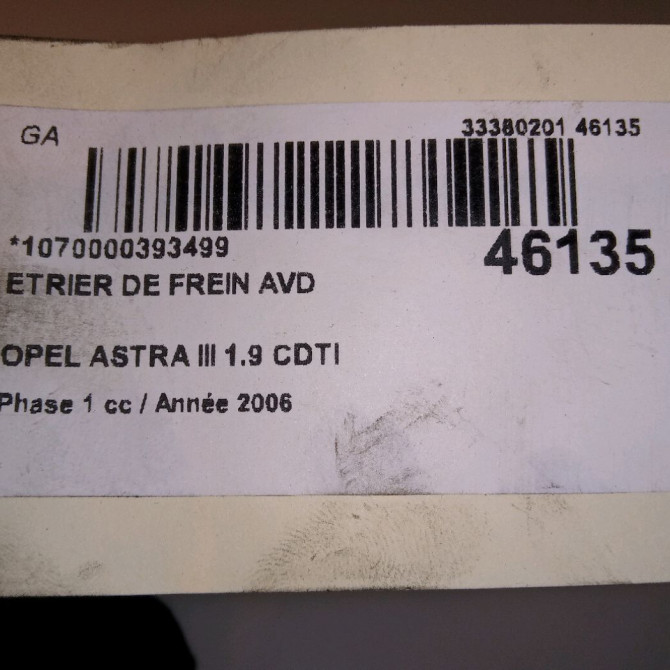 GA
33380201 46135
*1070000393499
46135
ETRIER DE FREIN AVD
OPEL ASTRA III 1.9 CDTI
Phase 1 cc / Année 2006